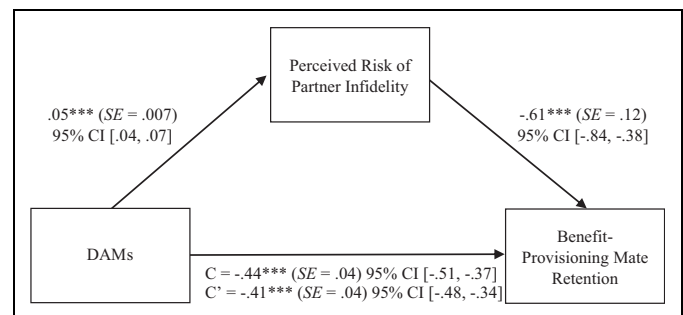 Perceived Risk of
Partner Infidelity
.05*** (SE = .007)
95% CI [.04, .07]
-.61*** (SE = .12)
95% CI [-.84, -.38]
DAMs
Benefit-
Provisioning Mate
Retention
C = -.44*** (SE = .04) 95% CI [-.51, -.37]
C’ = -.41*** (SE = .04) 95% CI [-.48, -.34]